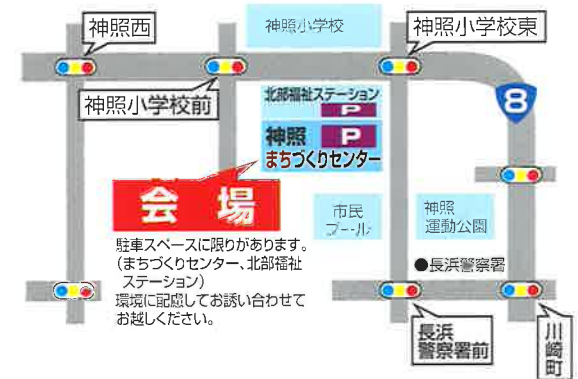 神照西
神照小学校
神照小学校東
神照小学校前
北部福祉ステーション
P
8
神照
P
まちづくりセンター
会場
市民
プール
神照
運動公園
駐車スペースに限りがあります。
(まちづくりセンター、北部福祉
ステーション)
環境に配慮してお誘い合わせて
お越しください。
●長浜警察署
長浜
警察署前
川崎町